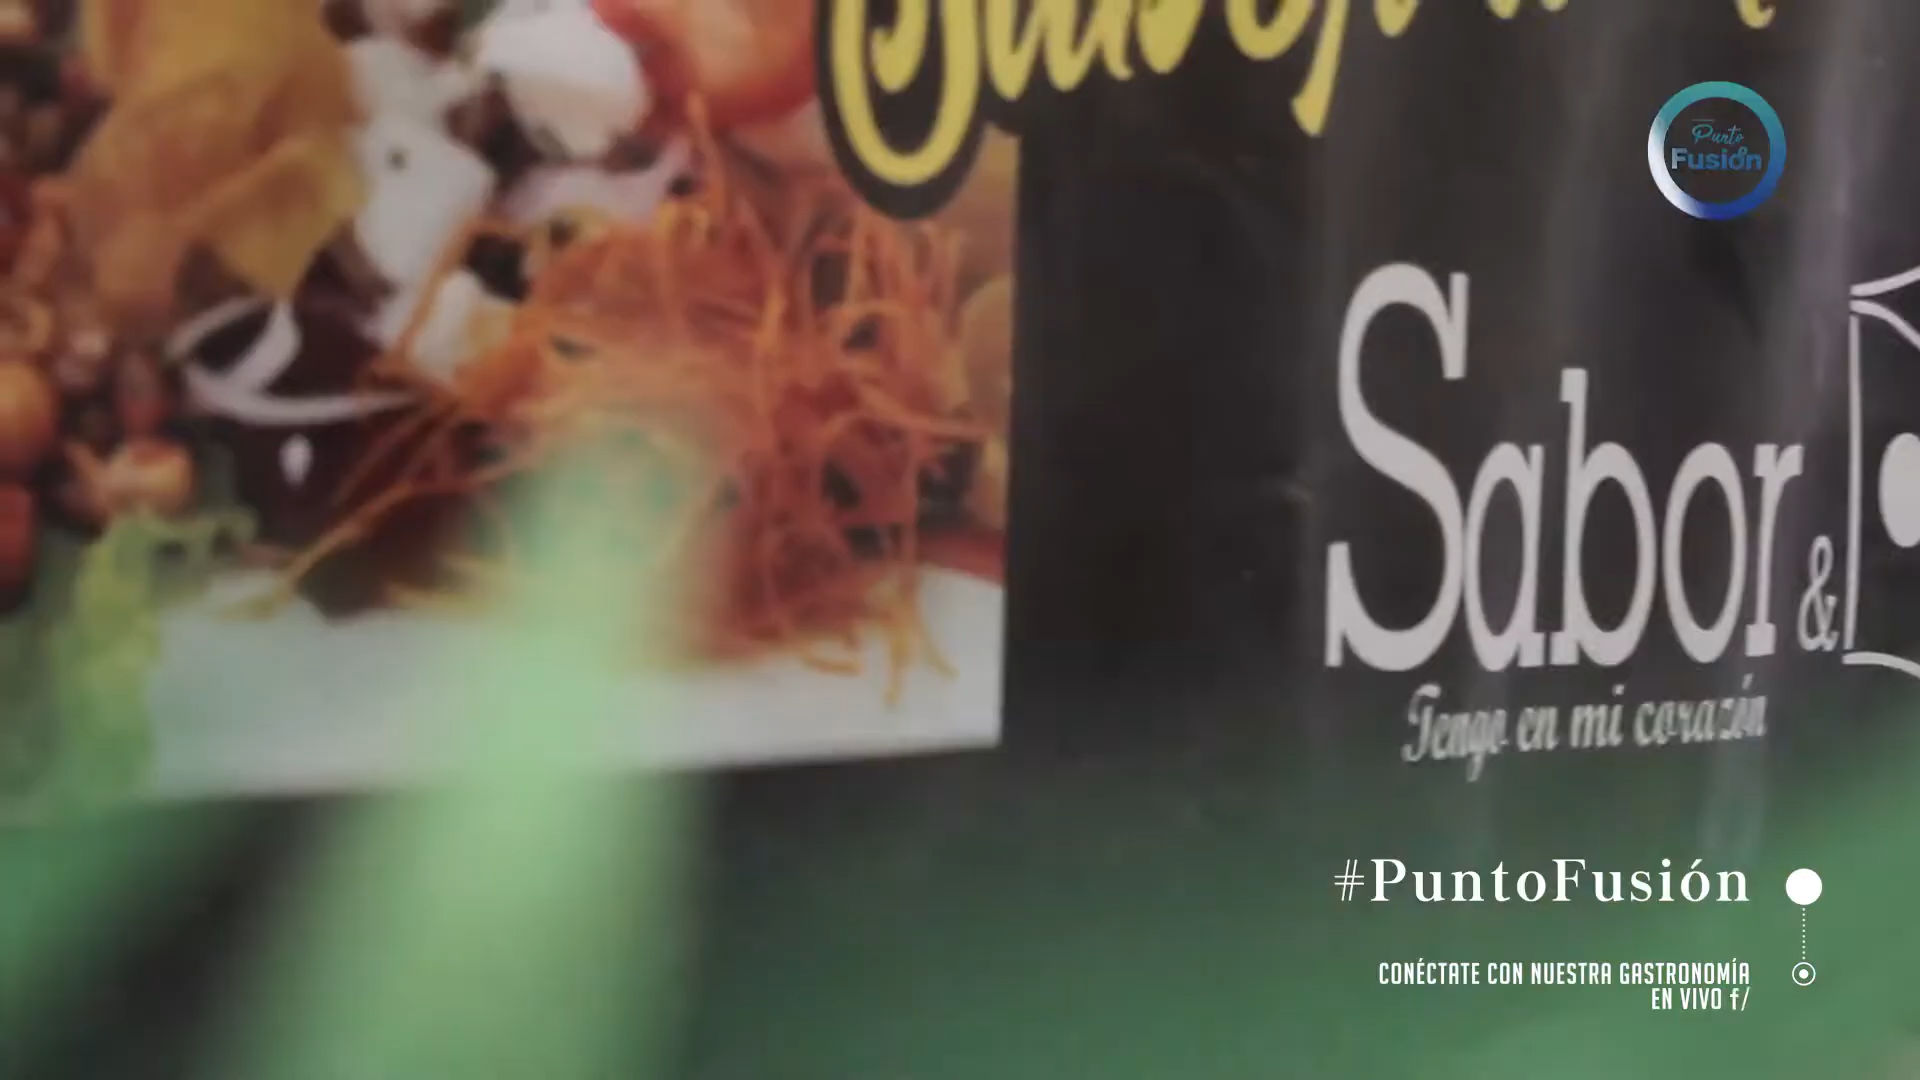 Punto
Fusión
Sabor &
Tengo en mi corazón
#PuntoFusión
CONÉCTATE CON NUESTRA GASTRONOMÍA
EN VIVO f/